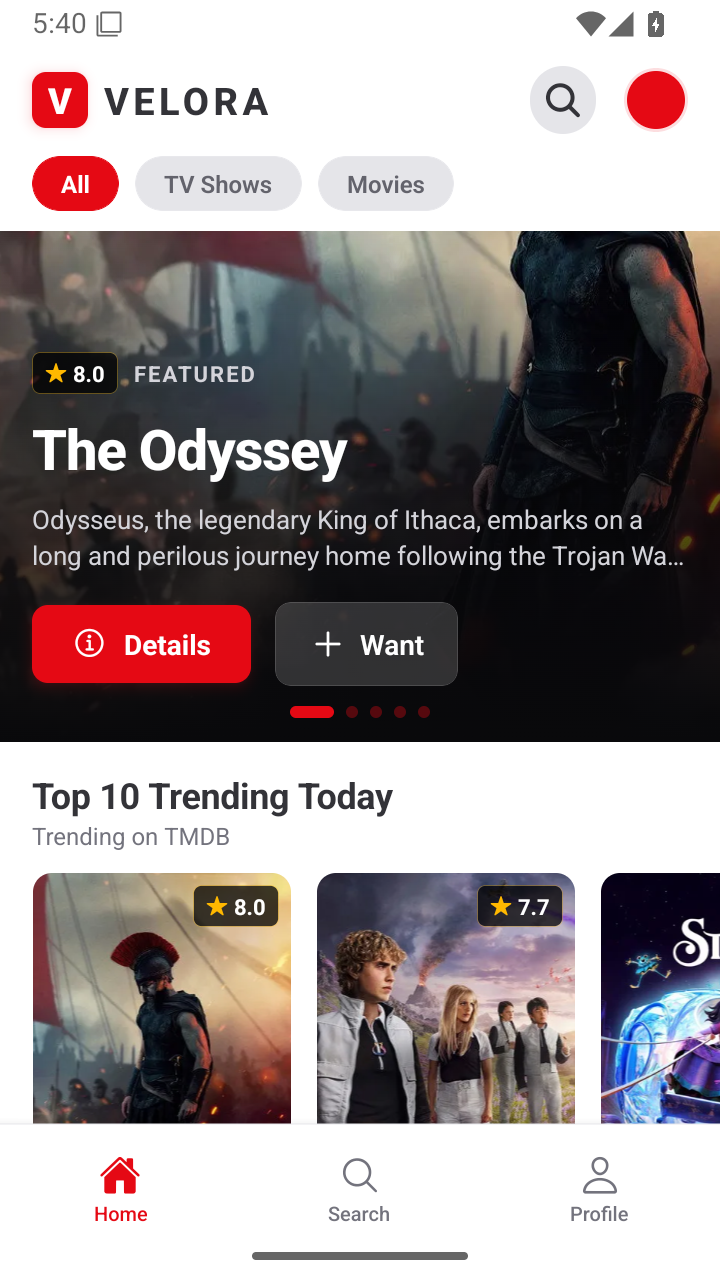 5:40
V VELORA
All TV Shows Movies
8.0 FEATURED
The Odyssey
Odysseus, the legendary King of Ithaca, embarks on a
long and perilous journey home following the Trojan Wa...
Details Want
Top 10 Trending Today
Trending on TMDB
8.0 7.7
Home Search Profile